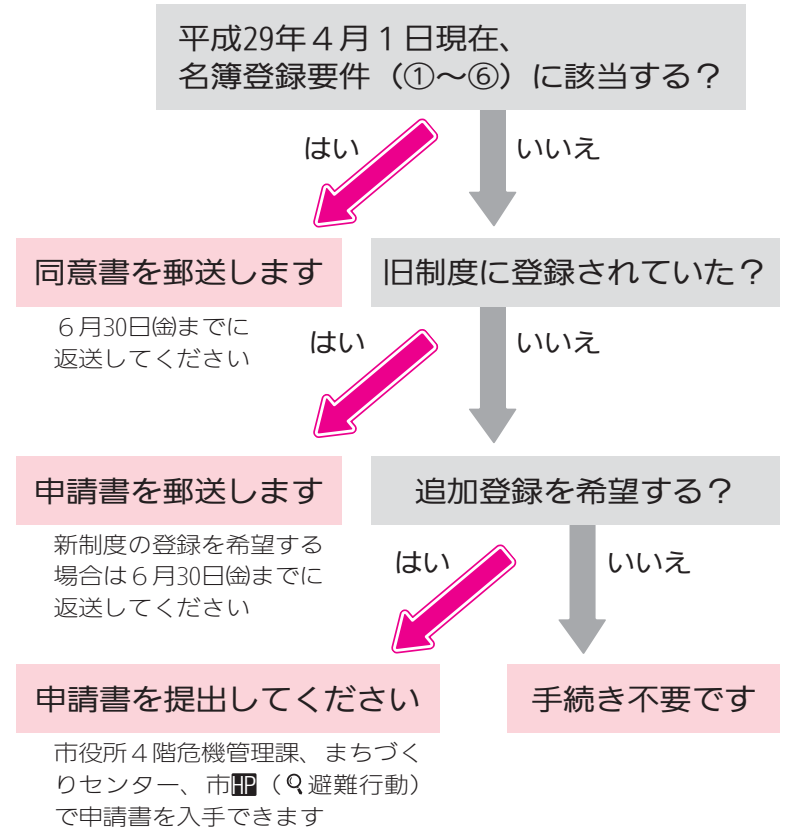 平成29年４月１日現在、
名簿登録要件（①～⑥）に該当する？
はい
いいえ
同意書を郵送します
旧制度に登録されていた？
６月30日㈮までに
返送してください
はい
いいえ
申請書を郵送します
追加登録を希望する？
新制度の登録を希望する
場合は６月30日㈮までに
返送してください
はい
いいえ
申請書を提出してください
手続き不要です
市役所４階危機管理課、まちづく
りセンター、市HP（避難行動）
で申請書を入手できます